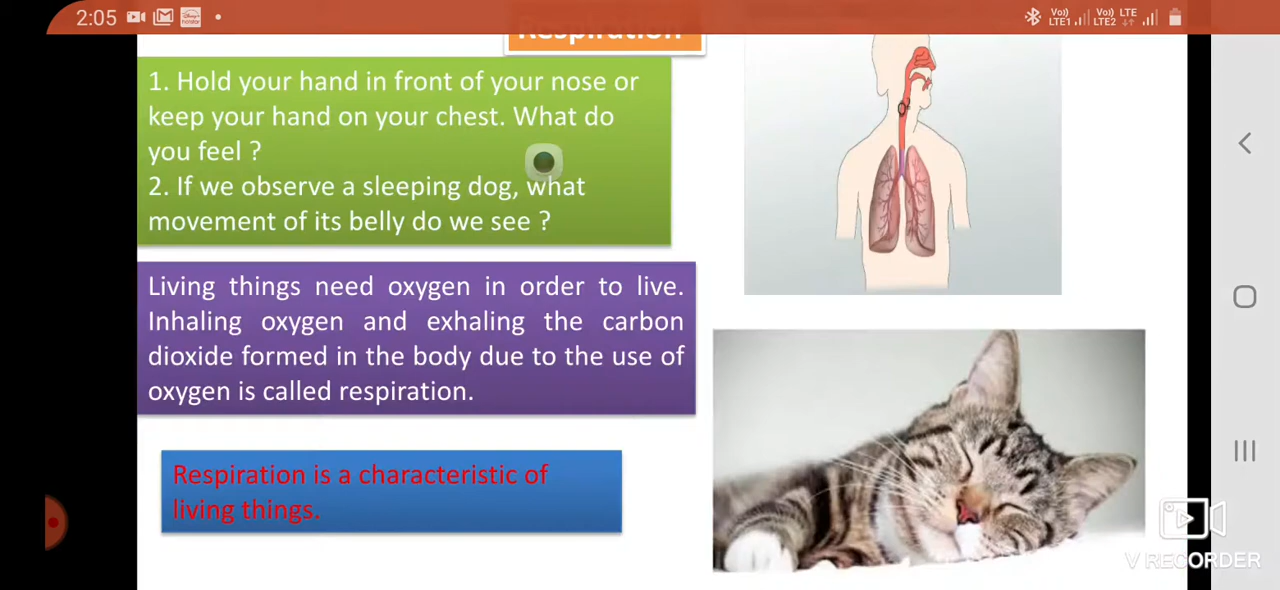 2:05
Vo)) LTE1
Vo)) LTE2
LTE
Respiration
1. Hold your hand in front of your nose or
keep your hand on your chest. What do
you feel ?
2. If we observe a sleeping dog, what
movement of its belly do we see ?
Living things need oxygen in order to live.
Inhaling oxygen and exhaling the carbon
dioxide formed in the body due to the use of
oxygen is called respiration.
Respiration is a characteristic of
living things.
V RECORDER